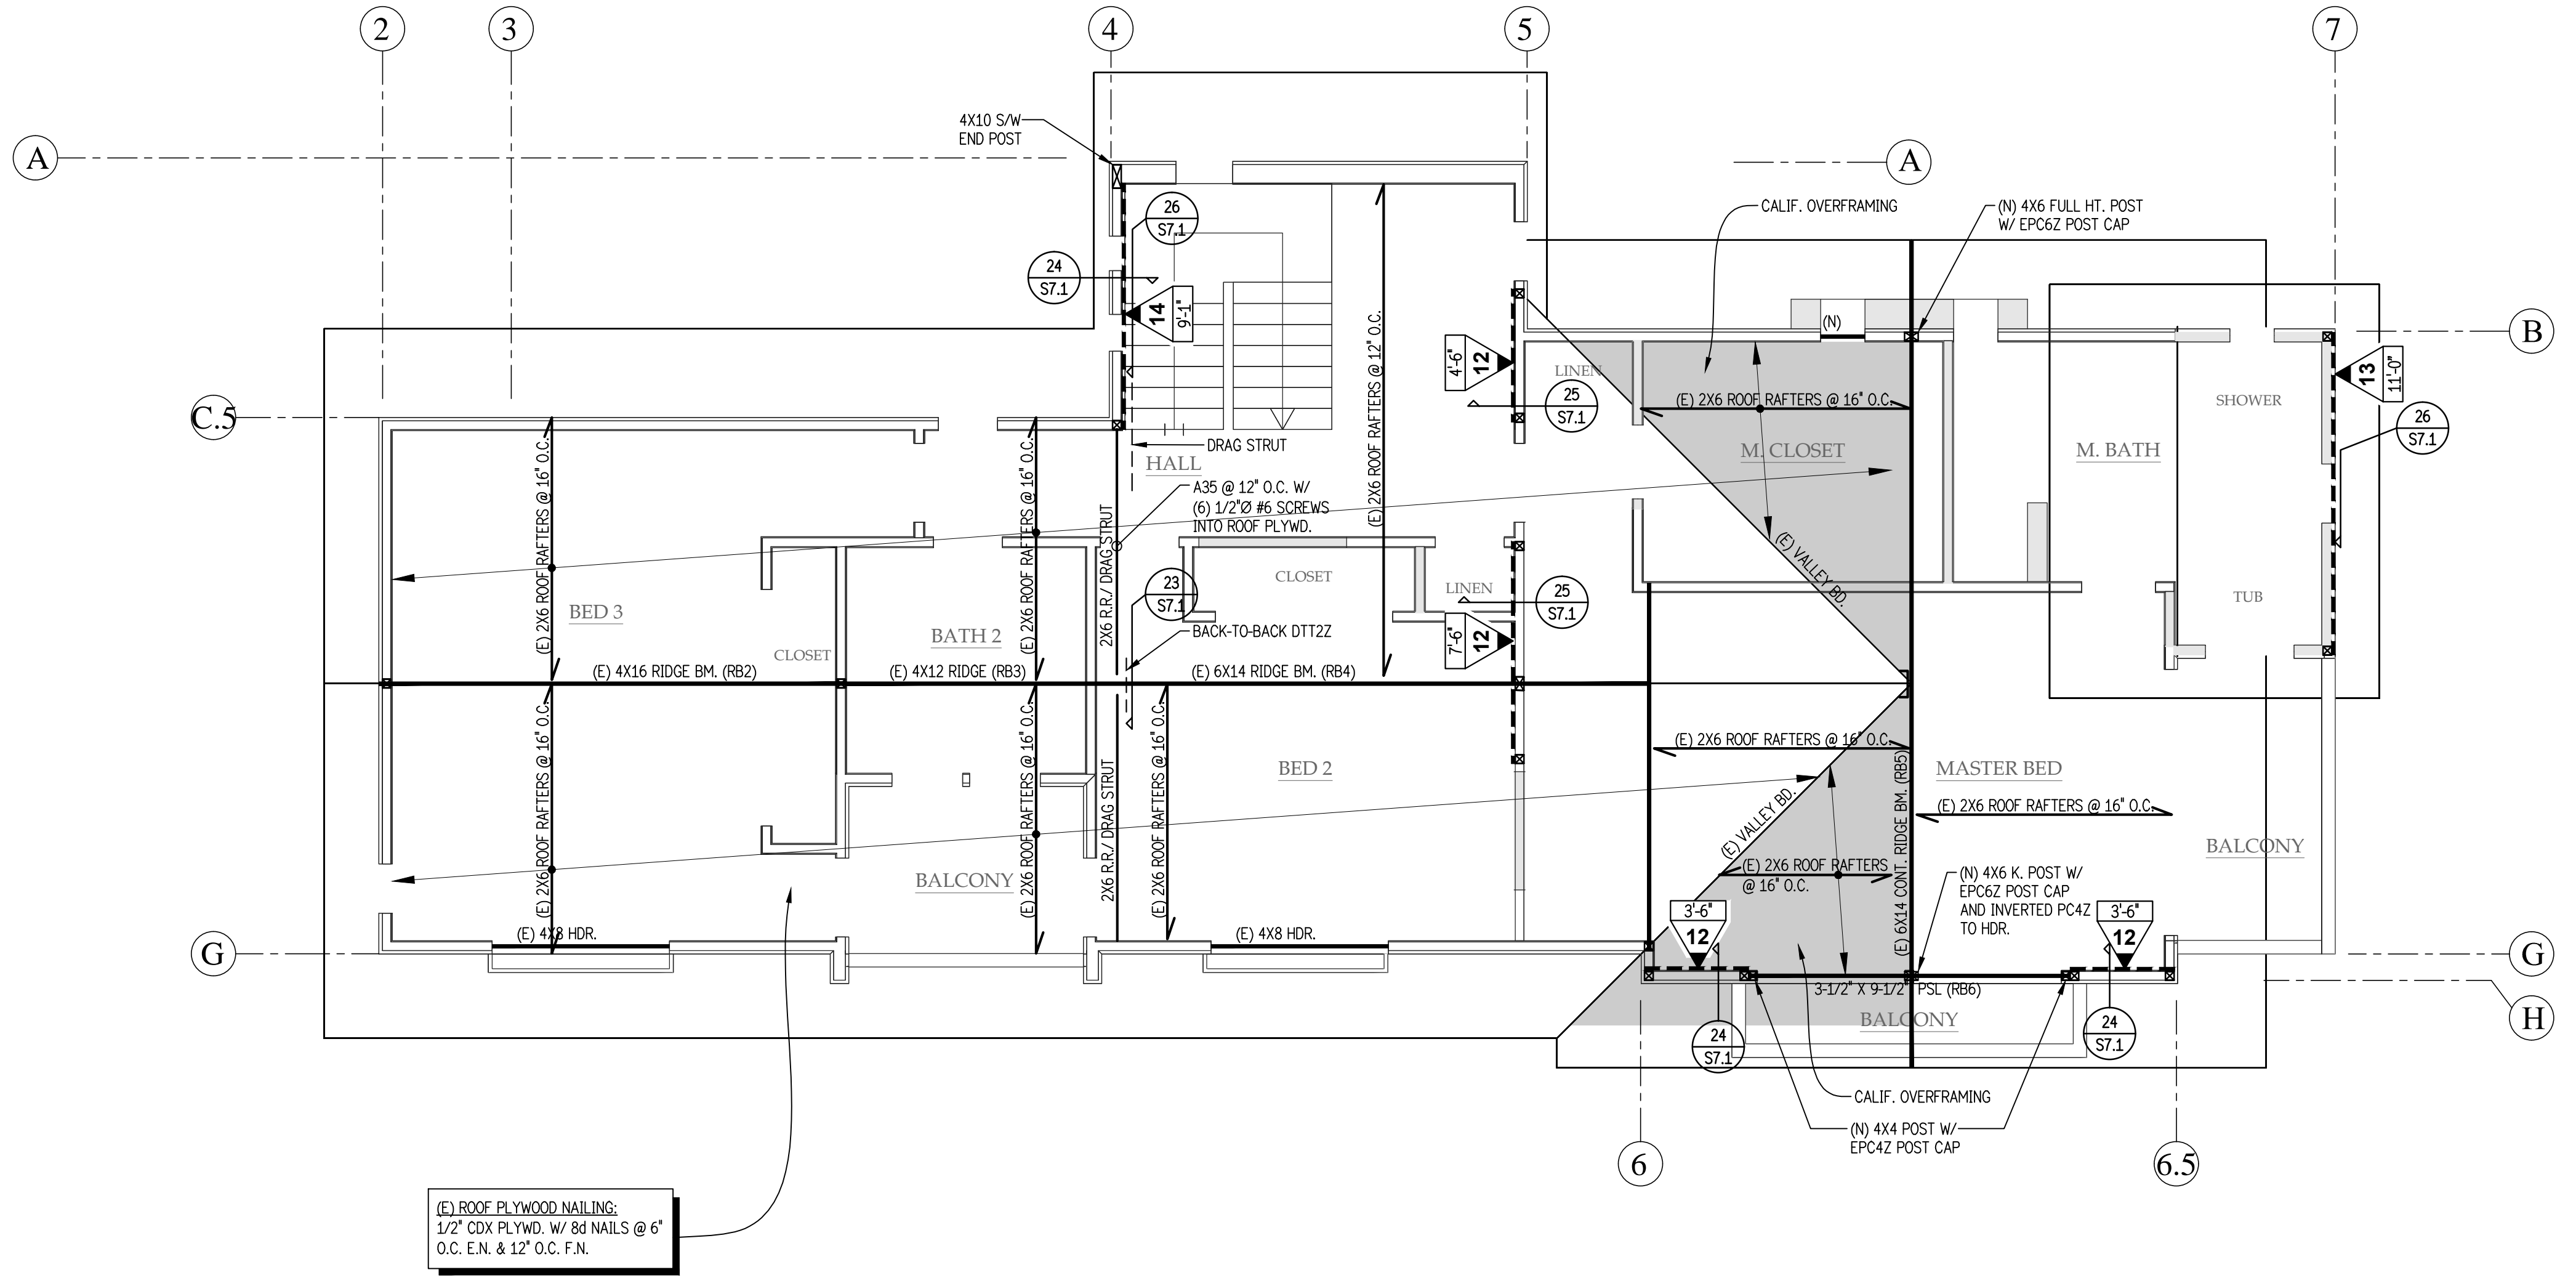 2
3
4
5
7
A
4X10 S/W
END POST
A
26
S7.1
CALIF. OVERFRAMING
(N) 4X6 FULL HT. POST
W/ EPC6Z POST CAP
24
S7.1
14
9'-1"
(E) 2X6 ROOF RAFTERS @ 12" O.C.
(N)
B
4'-6"
12
LINEN
25
S7.1
13
11'-0"
(E) 2X6 ROOF RAFTERS @ 16" O.C.
SHOWER
26
S7.1
C.5
(E) 2X6 ROOF RAFTERS @ 16" O.C.
(E) 2X6 ROOF RAFTERS @ 16" O.C.
DRAG STRUT
HALL
M. CLOSET
M. BATH
A35 @ 12" O.C. W/
(6) 1/2"Ø #6 SCREWS
INTO ROOF PLYWD.
2X6 R.R./ DRAG STRUT
(E) VALLEY BD.
23
S7.1
CLOSET
LINEN
25
S7.1
TUB
BED 3
BATH 2
BACK-TO-BACK DTT2Z
7'-6"
12
CLOSET
(E) 4X16 RIDGE BM. (RB2)
(E) 4X12 RIDGE (RB3)
(E) 6X14 RIDGE BM. (RB4)
(E) 2X6 ROOF RAFTERS @ 16" O.C.
(E) 2X6 ROOF RAFTERS @ 16" O.C.
2X6 R.R./ DRAG STRUT
(E) 2X6 ROOF RAFTERS @ 16" O.C.
BED 2
(E) 2X6 ROOF RAFTERS @ 16" O.C.
(E) VALLEY BD.
(E) 6X14 CONT. RIDGE BM. (RB5)
MASTER BED
(E) 2X6 ROOF RAFTERS @ 16" O.C.
BALCONY
BALCONY
(E) 2X6 ROOF RAFTERS
@ 16" O.C.
(N) 4X6 K. POST W/
EPC6Z POST CAP
AND INVERTED PC4Z
TO HDR.
3'-6"
12
3'-6"
12
(E) 4X8 HDR.
(E) 4X8 HDR.
G
G
3-1/2" X 9-1/2" PSL (RB6)
BALCONY
H
24
S7.1
24
S7.1
CALIF. OVERFRAMING
(N) 4X4 POST W/
EPC4Z POST CAP
6
6.5
(E) ROOF PLYWOOD NAILING:
1/2" CDX PLYWD. W/ 8d NAILS @ 6"
O.C. E.N. & 12" O.C. F.N.